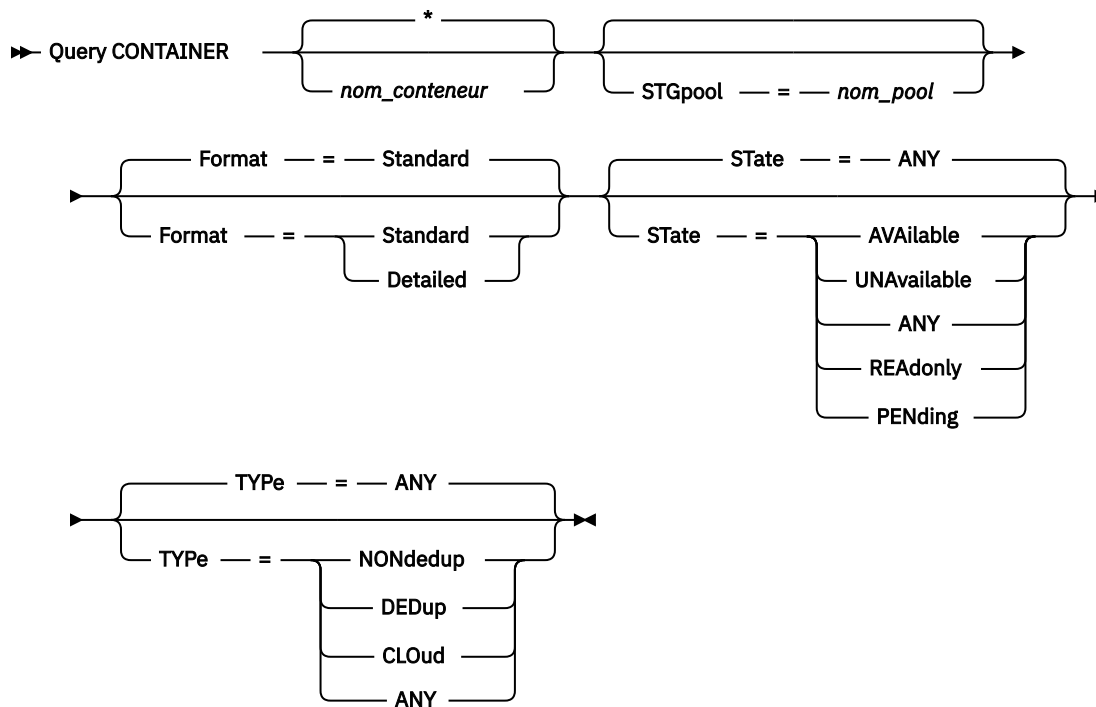 *
Query CONTAINER
nom_conteneur
STGpool = nom_pool
Format = Standard
STate = ANY
Format = Standard
STate = AVAilable
Detailed
UNAvailable
ANY
REAdonly
PENding
TYPe = ANY
TYPe = NONdedup
DEDup
CLOud
ANY